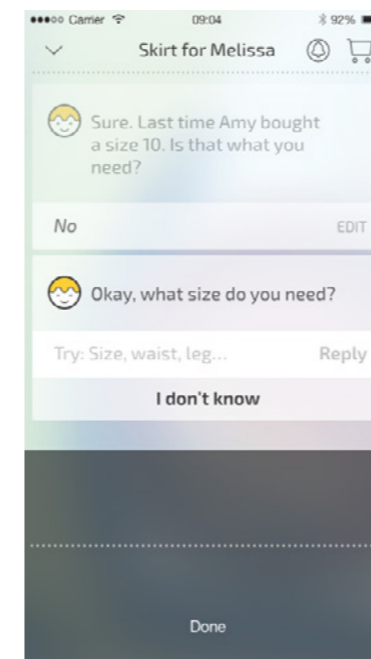 Carrier 09:04 92%
Skirt for Melissa
Sure. Last time Amy bought
a size 10. Is that what you
need?
No EDIT
Okay, what size do you need?
Try: Size, waist, leg... Reply
I don't know
Done